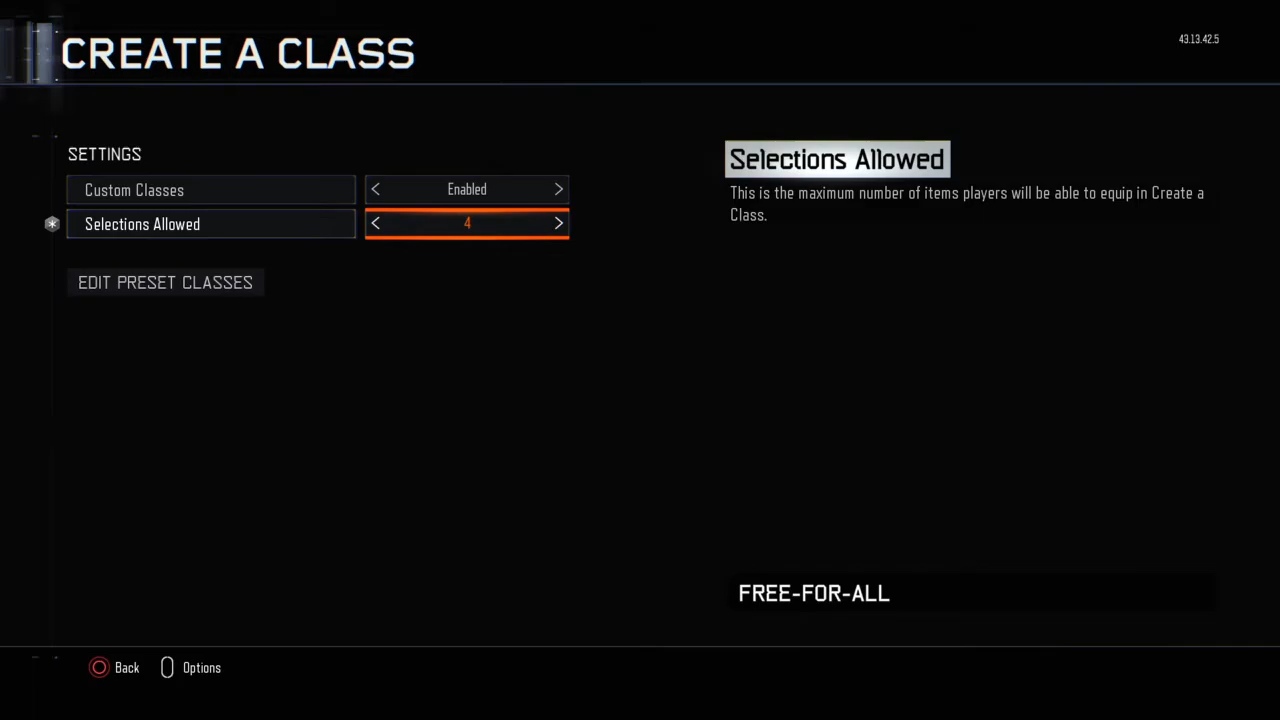 CREATE A CLASS
43.13.42.5
SETTINGS
Custom Classes
Enabled
Selections Allowed
4
EDIT PRESET CLASSES
Selections Allowed
This is the maximum number of items players will be able to equip in Create a
Class.
FREE-FOR-ALL
Back
Options